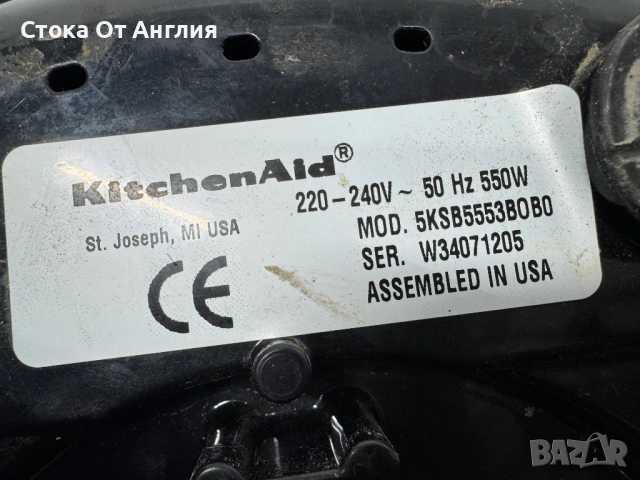 Стока От Англия
KitchenAid®
St. Joseph, MI USA
220-240V ~ 50 Hz 550W
MOD. 5KSB5553BOB0
SER. W34071205
ASSEMBLED IN USA
CE
BAZAR